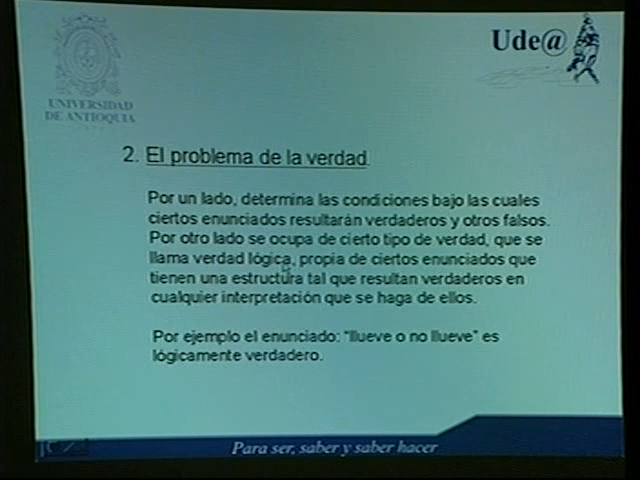 UNIVERSIDAD
DE ANTIOQUIA
Ude@
2. El problema de la verdad
Por un lado, determina las condiciones bajo las cuales
ciertos enunciados resultarán verdaderos y otros falsos.
Por otro lado se ocupa de cierto tipo de verdad, que se
llama verdad lógica, propia de ciertos enunciados que
tienen una estructura tal que resultan verdaderos en
cualquier interpretación que se haga de ellos.
Por ejemplo el enunciado: “llueve o no llueve” es
lógicamente verdadero.
Para ser, saber y saber hacer